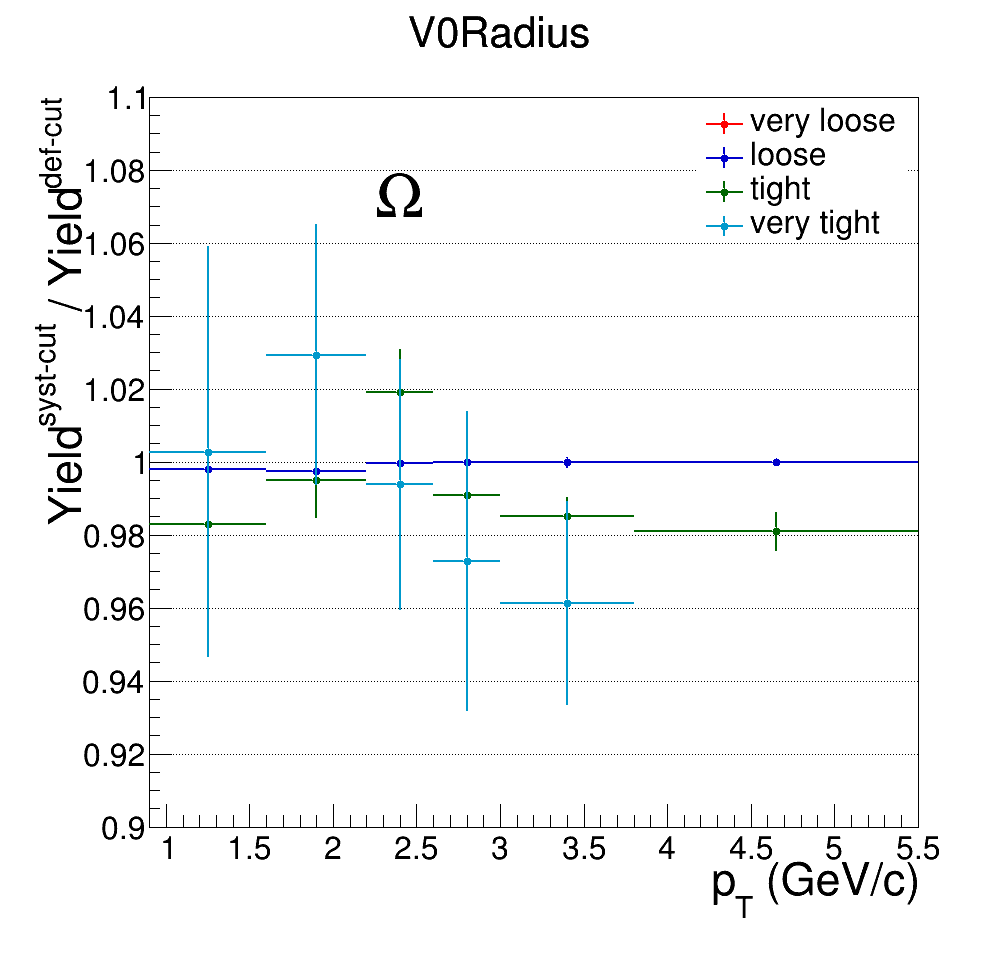 V0Radius
Yield^syst-cut / Yield^def-cut
1.1
1.08
1.06
1.04
1.02
1
0.98
0.96
0.94
0.92
0.9
Ω
very loose
loose
tight
very tight
1 1.5 2 2.5 3 3.5 4 4.5 5 5.5
p_T (GeV/c)